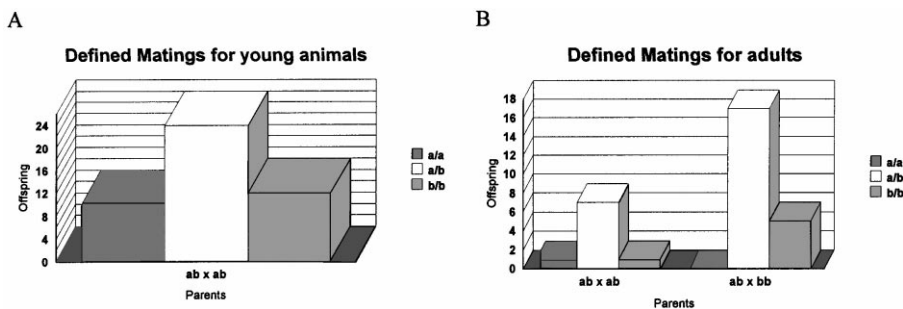 A
Defined Matings for young animals
24
20
16
12
8
4
0
Offspring
ab x ab
Parents
a/a
a/b
b/b
B
Defined Matings for adults
18
16
14
12
10
8
6
4
2
0
Offspring
ab x ab
ab x bb
Parents
a/a
a/b
b/b